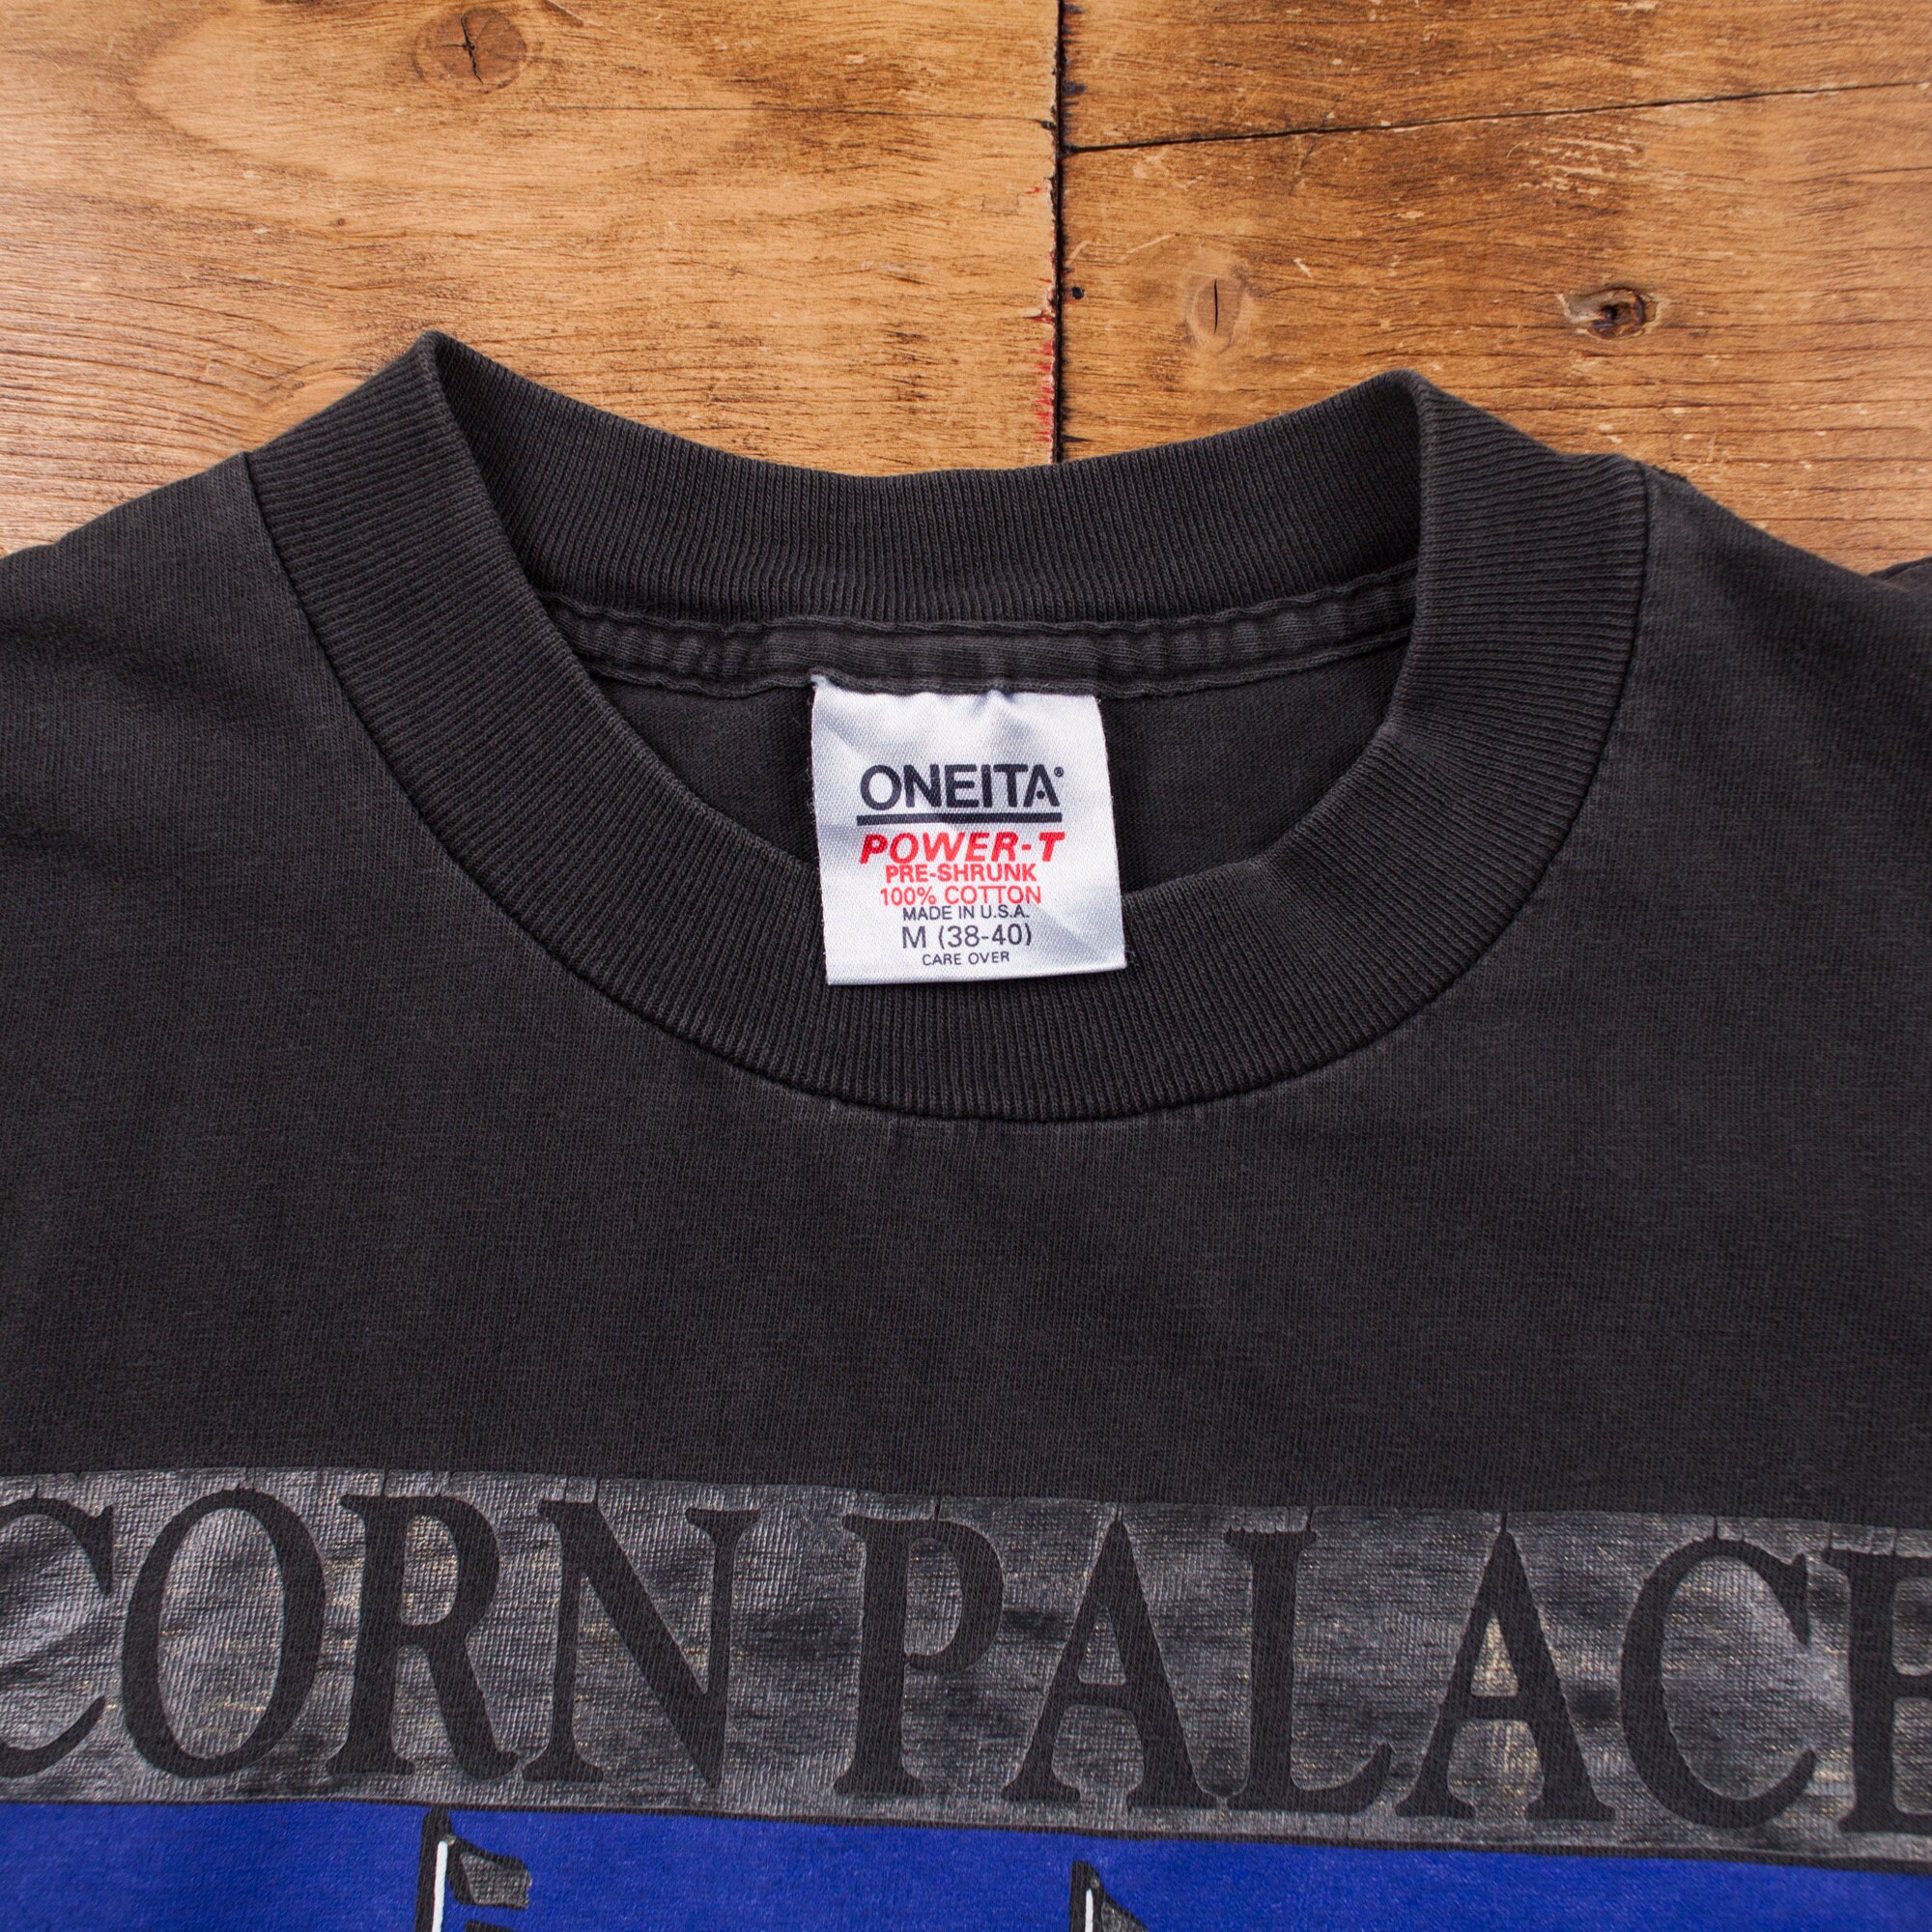 ONEITA®
POWER-T
PRE-SHRUNK
100% COTTON
MADE IN U.S.A.
M (38-40)
CARE OVER
CORN PALACE